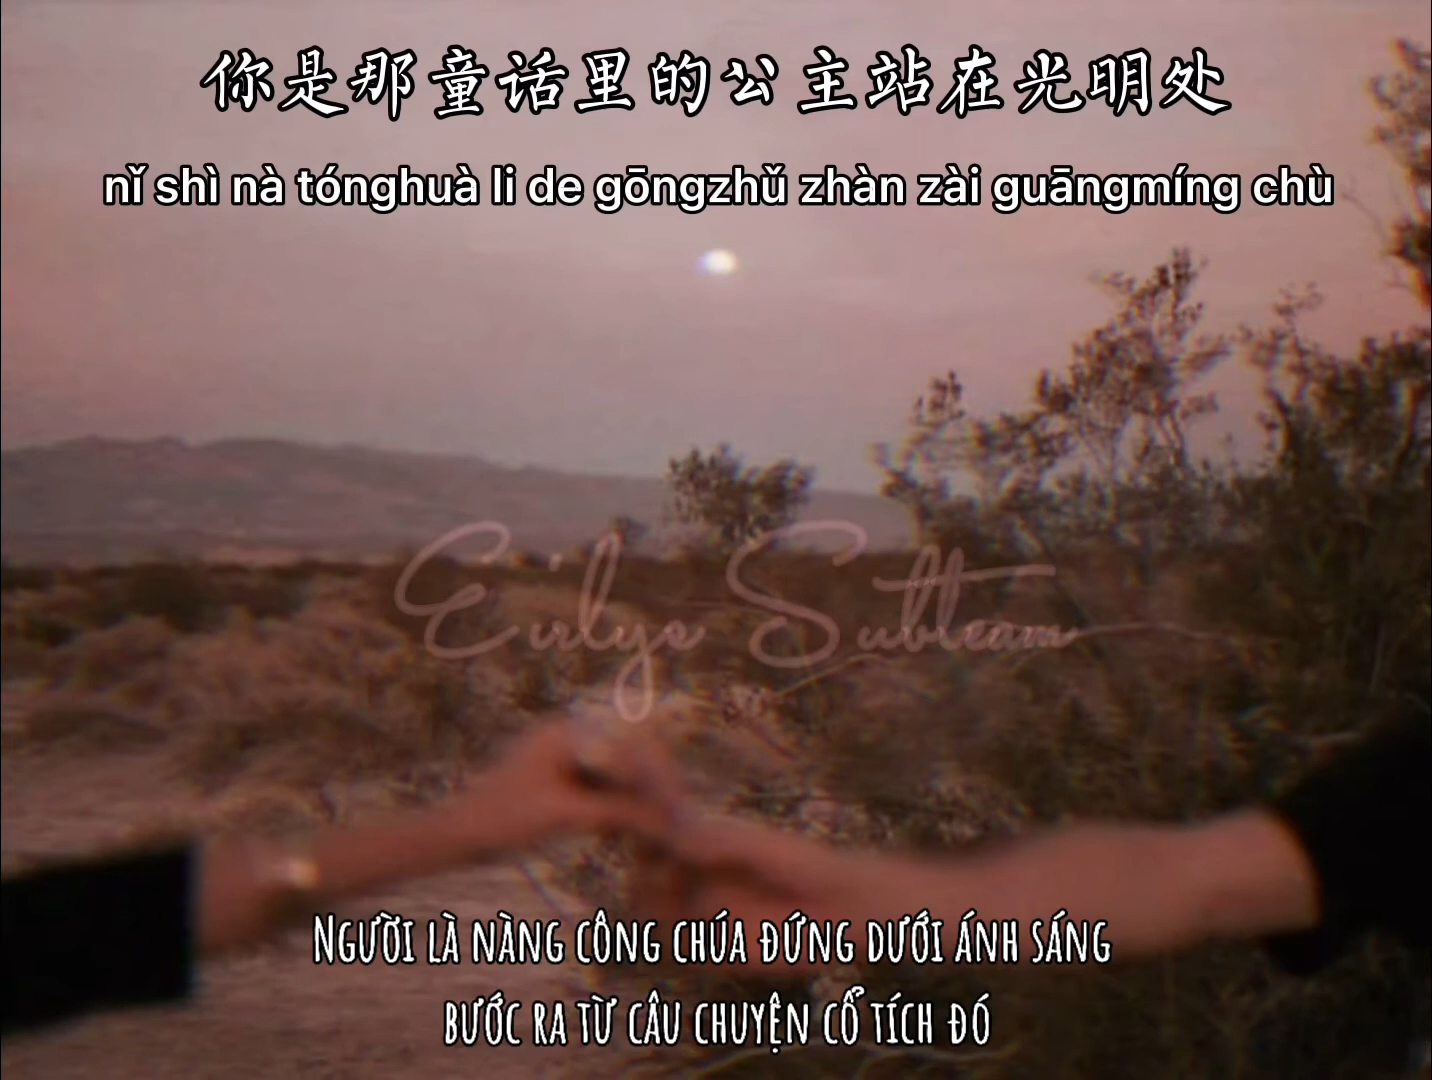 你是那童话里的公主站在光明处
nǐ shì nà tónghuà li de gōngzhǔ zhàn zài guāngmíng chù
Eirlys Subteam
NGƯỜI LÀ NÀNG CÔNG CHÚA ĐỨNG DƯỚI ÁNH SÁNG
BƯỚC RA TỪ CÂU CHUYỆN CỔ TÍCH ĐÓ